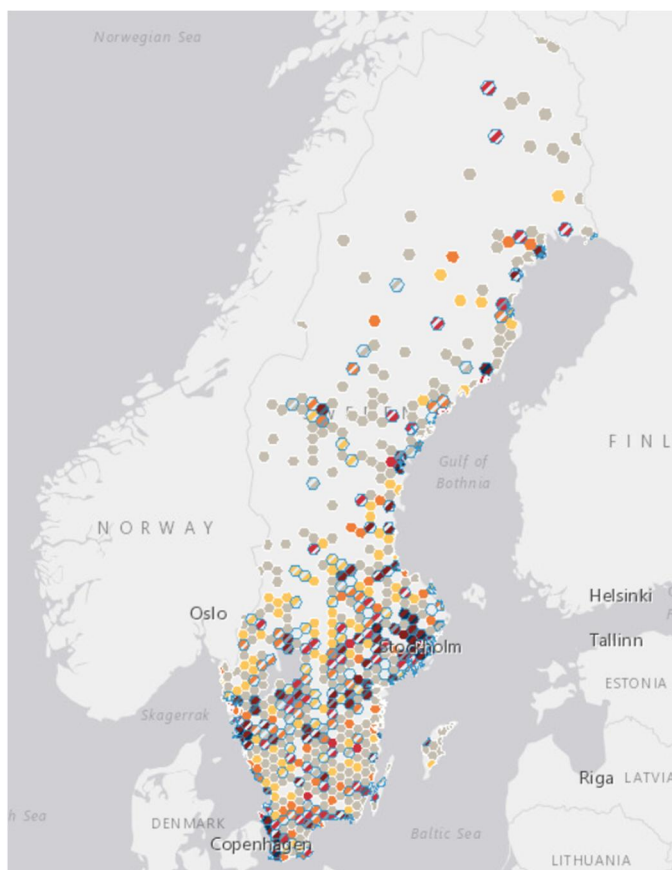 Norwegian Sea
Gulf of
Bothnia
FINL
NORWAY
Helsinki
Oslo
Tallinn
Stockholm
ESTONIA
Skagerrak
Riga
LATVIA
h Sea
DENMARK
Baltic Sea
Copenhagen
LITHUANIA